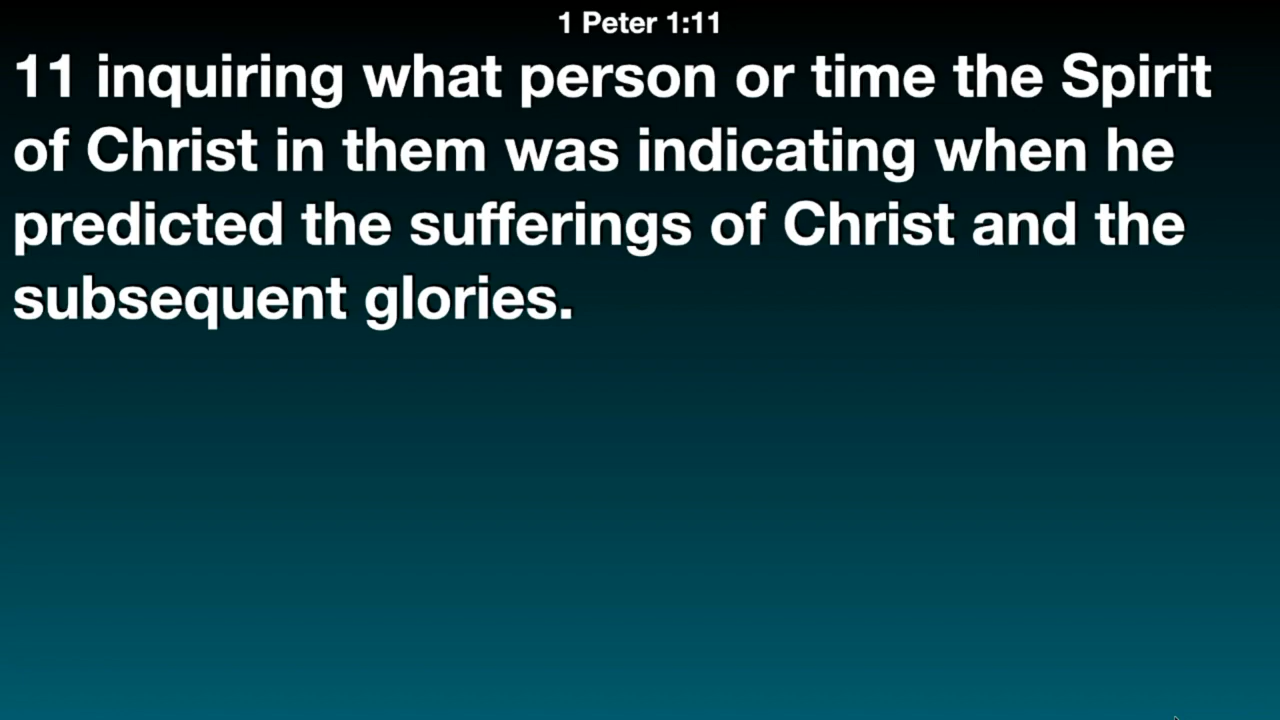 1 Peter 1:11
11 inquiring what person or time the Spirit
of Christ in them was indicating when he
predicted the sufferings of Christ and the
subsequent glories.